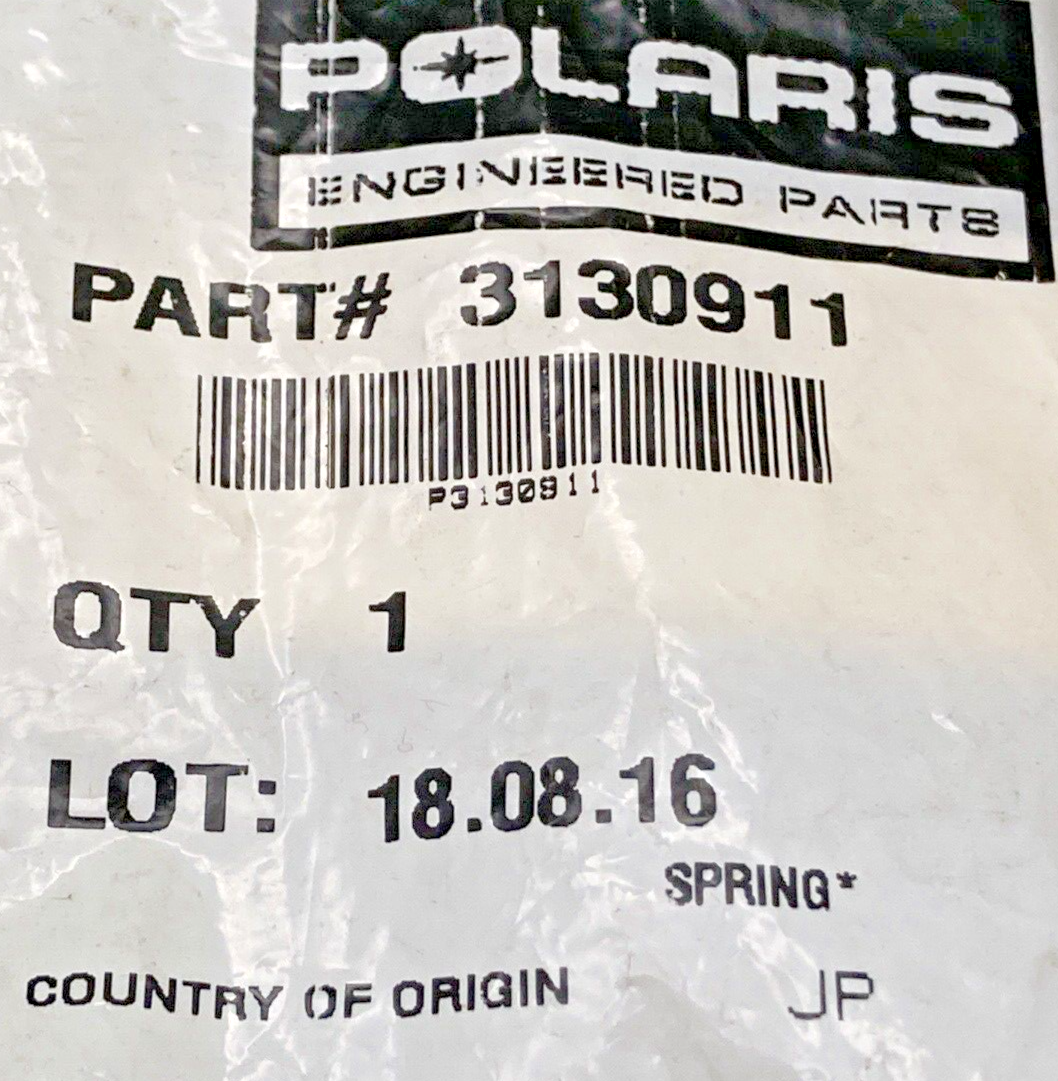 POLARIS
ENGINEERED PARTS
PART# 3130911
P3130911
QTY 1
LOT: 18.08.16
SPRING*
COUNTRY OF ORIGIN JP